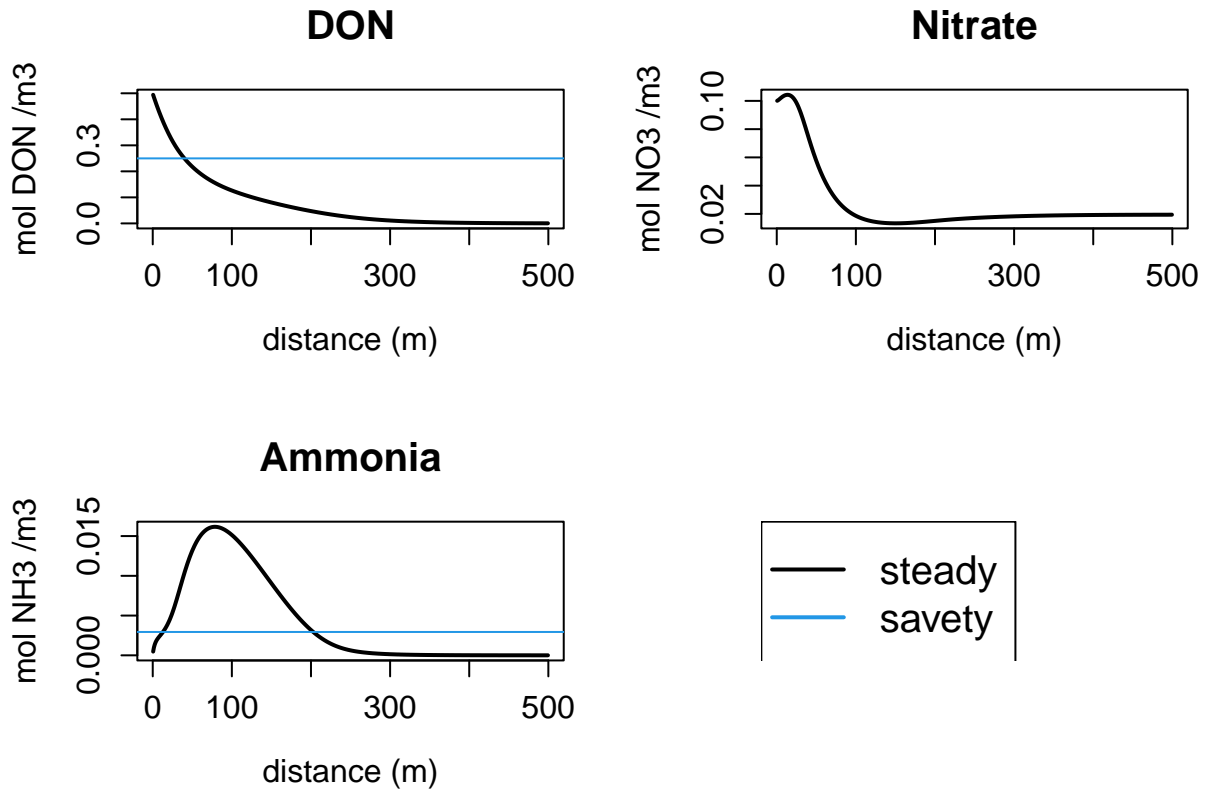 DON
mol DON /m3
0.0 0.3
0 100 300 500
distance (m)
Nitrate
mol NO3 /m3
0.02 0.10
0 100 300 500
distance (m)
Ammonia
mol NH3 /m3
0.000 0.015
0 100 300 500
distance (m)
steady
savety